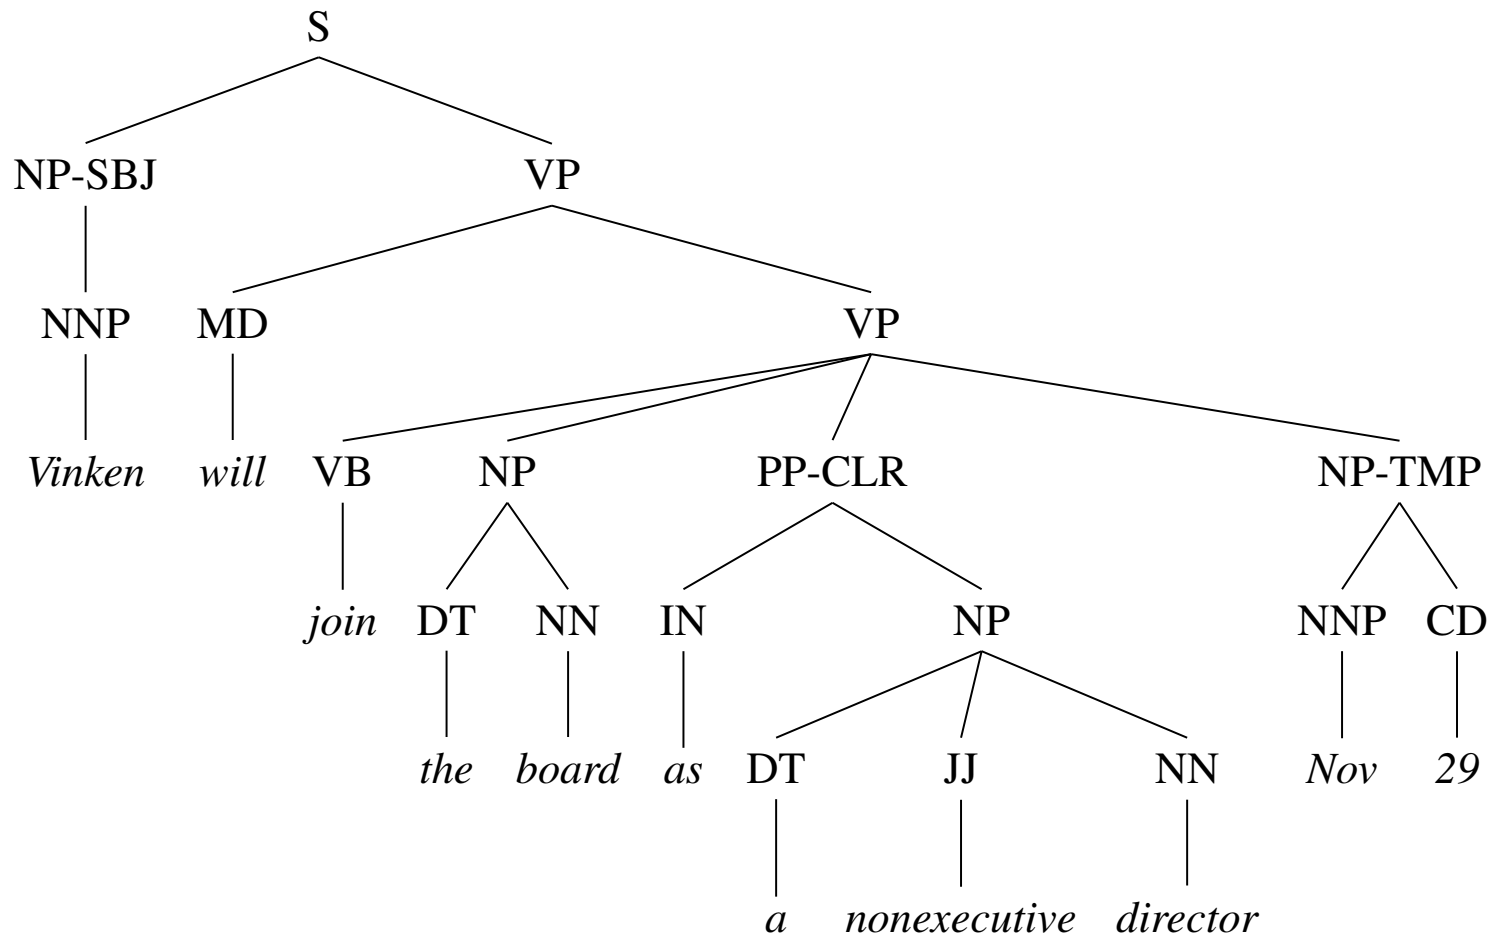 S
NP-SBJ VP
NNP MD VP
Vinken will VB NP PP-CLR NP-TMP
join DT NN IN NP NNP CD
the board as DT JJ NN Nov 29
a nonexecutive director